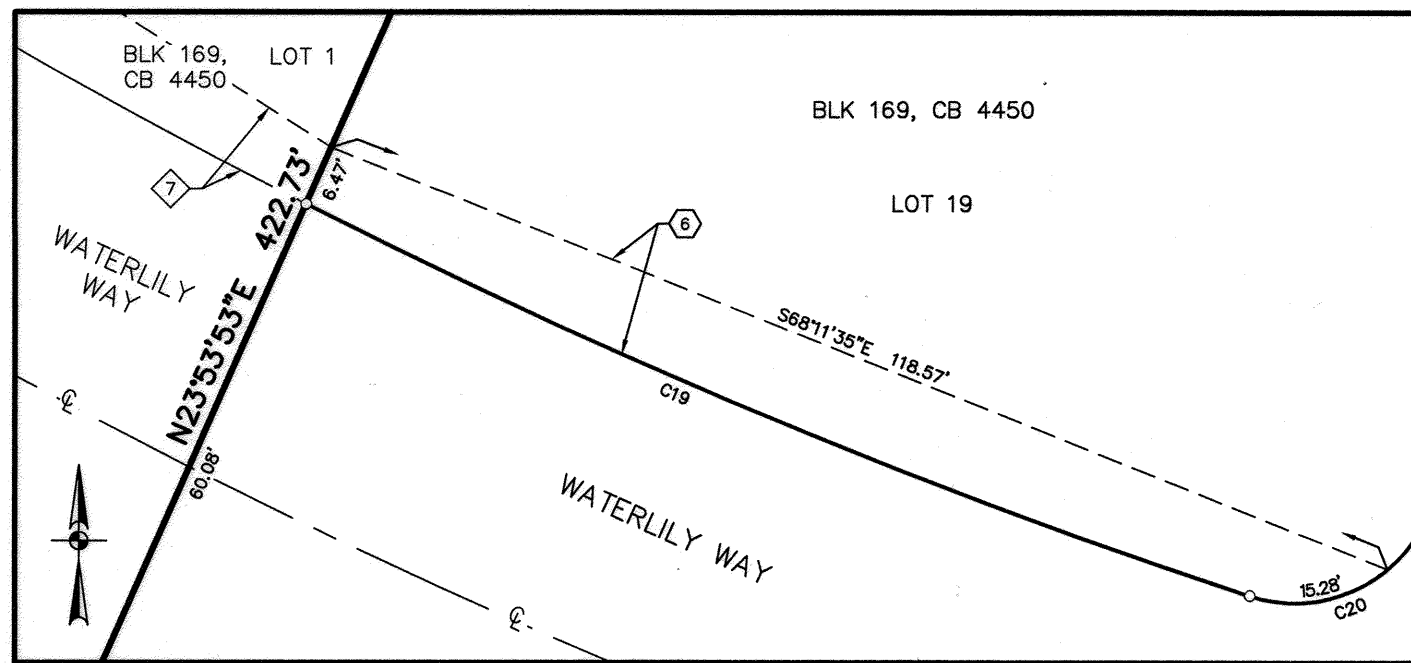 BLK 169, LOT 1
CB 4450
BLK 169, CB 4450
LOT 19
7
6
N23°53'53"E 422.73'
6.47'
60.08'
WATERLILY
WAY
S68°11'35"E 118.57'
C19
WATERLILY WAY
℄
℄
15.28'
C20